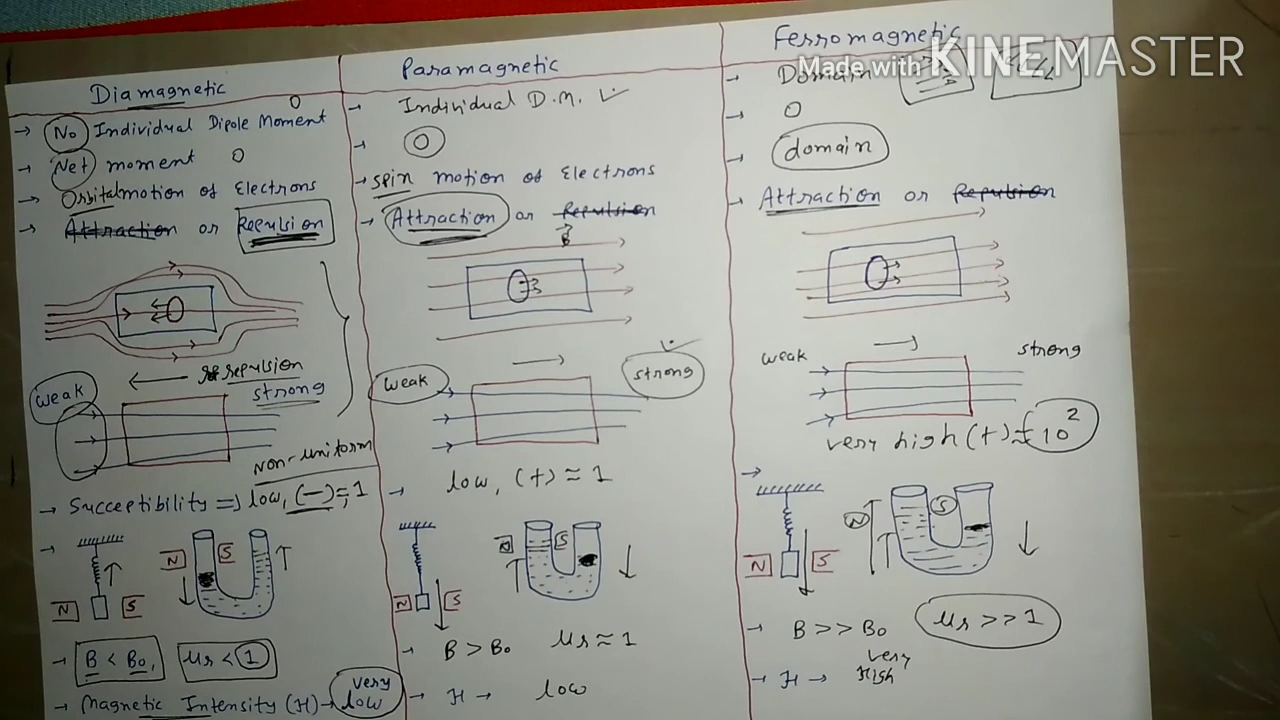 Diamagnetic
→ No Individual Dipole Moment 0
→ Net moment 0
→ Orbital motion of Electrons
→ Attraction or Repulsion
repulsion
weak
strong
Non-uniform
→ Succeptibility ⇒ low, (-)
→
N S
N S
→ B < B₀, μr < 1
→ Magnetic Intensity (H) → very low
Paramagnetic
→ Individual D.M. ✓
→ 0
→ spin motion of Electrons
→ Attraction or Repulsion
weak
strong
→ low, (+) ≈ 1
→
N S
N S
→ B > B₀ μr ≈ 1
→ H → low
Ferromagnetic
Made with KINEMASTER
→ Domain
→ 0
→ domain
→ Attraction or Repulsion
weak
strong
very high (+) ≈ 10²
→
N S
N S
→ B >> B₀ μr >> 1
→ H → very High